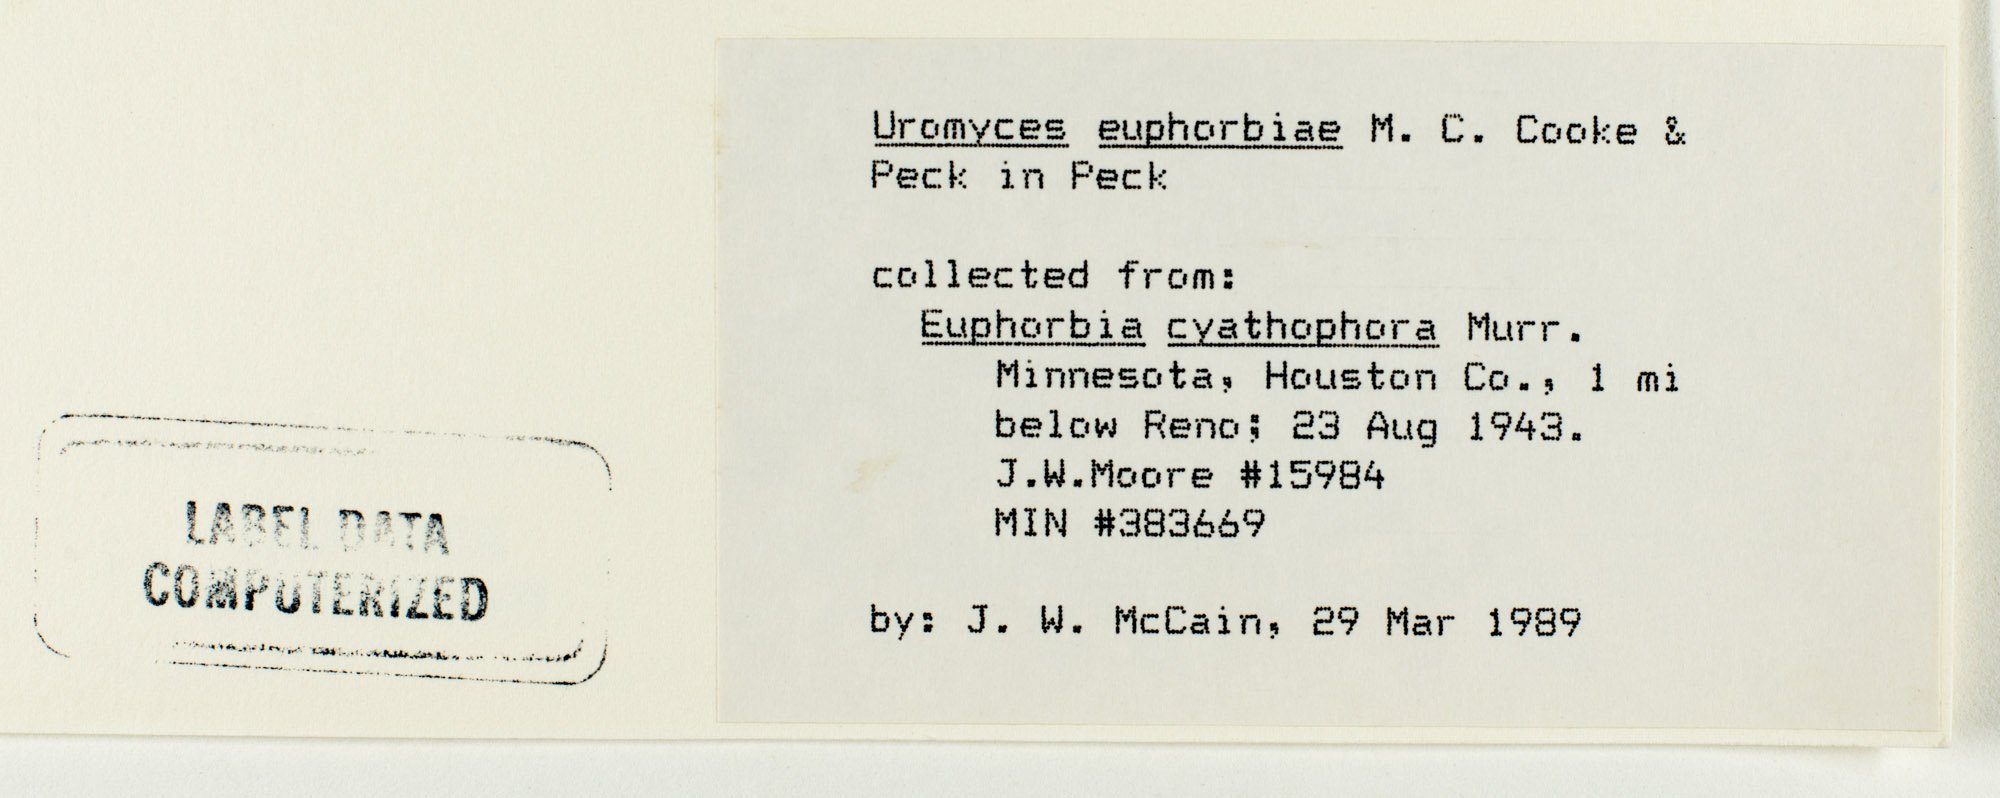 Uromyces euphorbiae M. C. Cooke &
Peck in Peck
collected from:
Euphorbia cyathophora Murr.
Minnesota, Houston Co., 1 mi
below Reno; 23 Aug 1943.
J.W.Moore #15984
MIN #383669
by: J. W. McCain, 29 Mar 1989
LABEL DATA
COMPUTERIZED